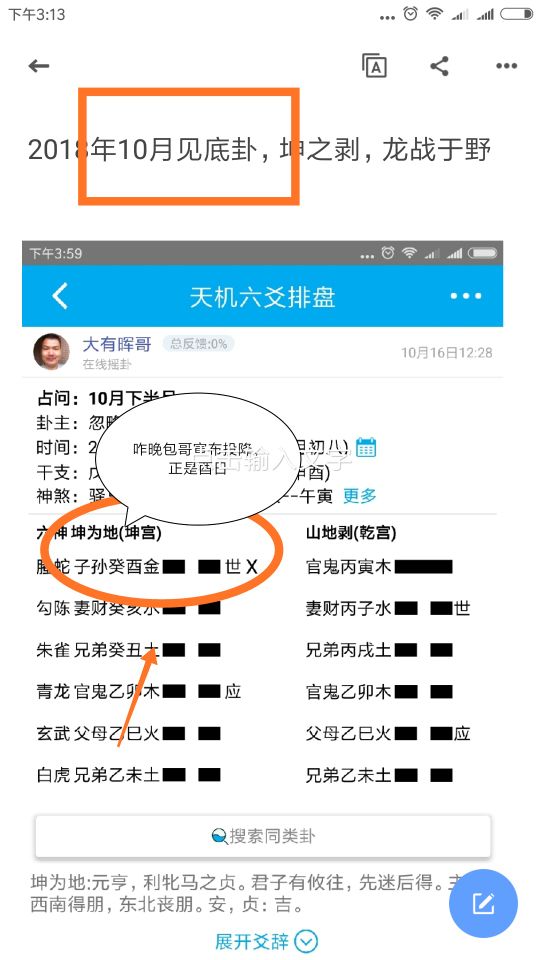 下午3:13
2018年10月见底卦，坤之剥，龙战于野
下午3:59
天机六爻排盘
大有晖哥 总反馈:0%
在线摇卦
10月16日12:28
占问：10月下半月
卦主：忽略
时间：2 月初八)
干支：戊 申酉)
神煞：驿 --午寅 更多
昨晚包哥宣布投降，
正是酉日
点击输入文字
六神 坤为地(坤宫) 山地剥(乾宫)
螣蛇 子孙癸酉金 世 X 官鬼丙寅木
勾陈 妻财癸亥水 妻财丙子水 世
朱雀 兄弟癸丑土 兄弟丙戌土
青龙 官鬼乙卯木 应 官鬼乙卯木
玄武 父母乙巳火 父母乙巳火 应
白虎 兄弟乙未土 兄弟乙未土
搜索同类卦
坤为地:元亨，利牝马之贞。君子有攸往，先迷后得。主
西南得朋，东北丧朋。安，贞：吉。
展开爻辞